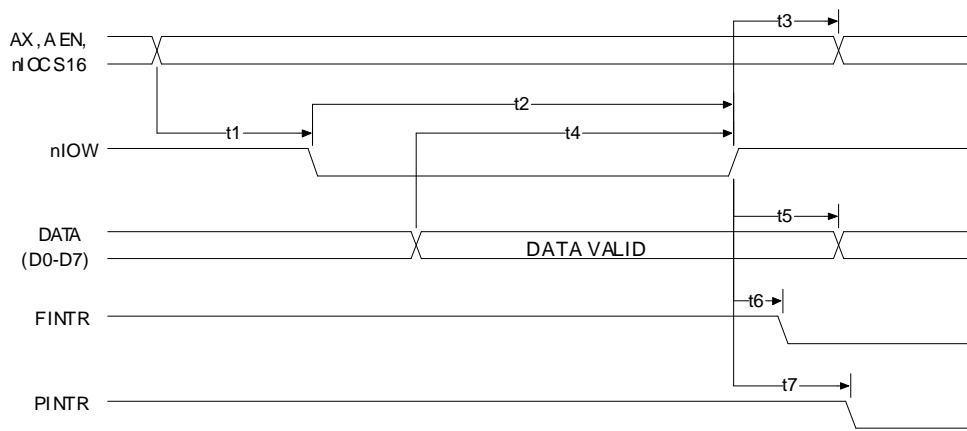 t3
AX, AEN,
nIOCS16
t2
t1
t4
nIOW
t5
DATA
(D0-D7)
DATA VALID
t6
FINTR
t7
PINTR